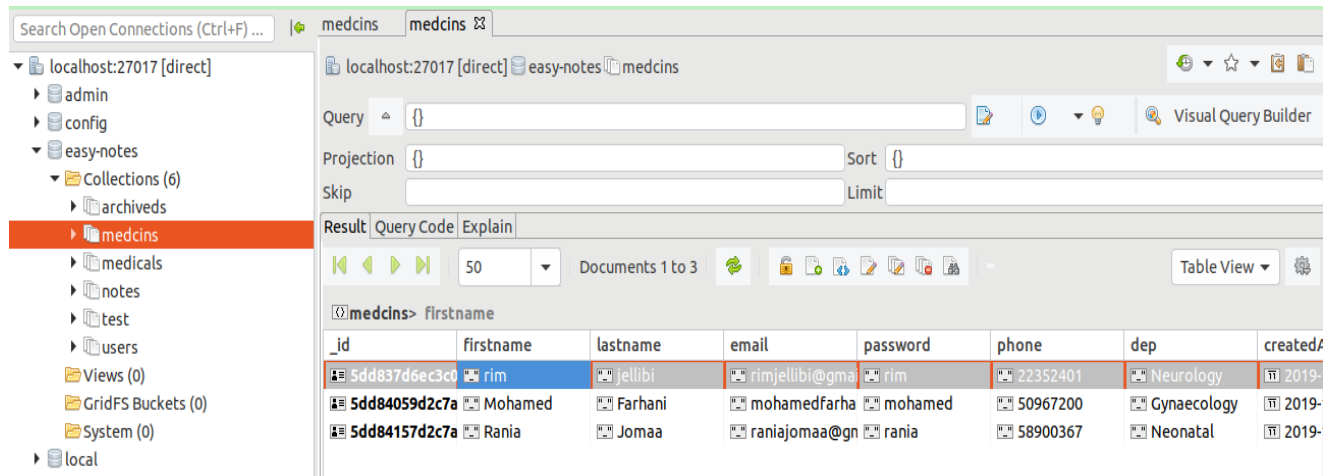 Search Open Connections (Ctrl+F) ...
localhost:27017 [direct]
admin
config
easy-notes
Collections (6)
archiveds
medcins
medicals
notes
test
users
Views (0)
GridFS Buckets (0)
System (0)
local
medcins medcins
localhost:27017 [direct] easy-notes medcins
Query {} Visual Query Builder
Projection {} Sort {}
Skip Limit
Result Query Code Explain
50 Documents 1 to 3 Table View
medcins> firstname
_id firstname lastname email password phone dep createdA
5dd837d6ec3c0 rim jellibi rimjellibi@gmai rim 22352401 Neurology 2019-
5dd84059d2c7a Mohamed Farhani mohamedfarha mohamed 50967200 Gynaecology 2019-
5dd84157d2c7a Rania Jomaa raniajomaa@gn rania 58900367 Neonatal 2019-